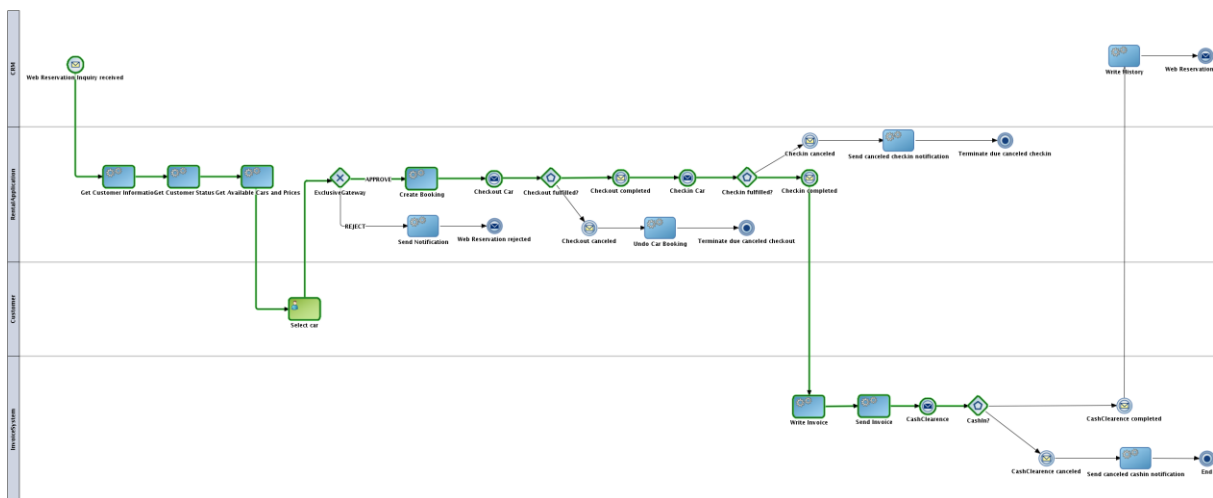 CRM
Web Reservation Inquiry received
Write History
Web Reservation
RentalApplication
Get Customer Informatio
Get Customer Status
Get Available Cars and Prices
ExclusiveGateway
APPROVE
Create Booking
Checkout Car
Checkout fulfilled?
Checkout completed
Checkin Car
Checkin fulfilled?
Checkin completed
Checkin canceled
Send canceled checkin notification
Terminate due canceled checkin
REJECT
Send Notification
Web Reservation rejected
Checkout canceled
Undo Car Booking
Terminate due canceled checkout
Customer
Select car
InvoiceSystem
Write Invoice
Send Invoice
CashClearence
CashIn?
CashClearence completed
CashClearence canceled
Send canceled cashin notification
End